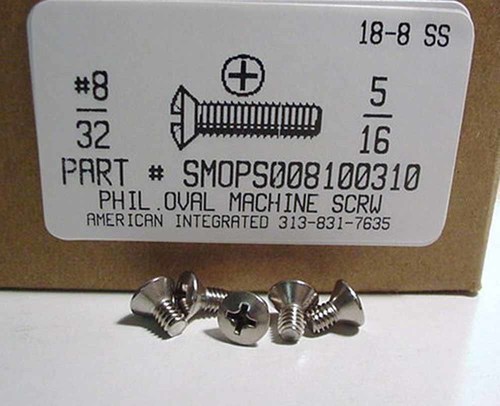 18-8 SS
#8
32
5
16
PART # SMOPS008100310
PHIL.OVAL MACHINE SCRW
AMERICAN INTEGRATED 313-831-7635